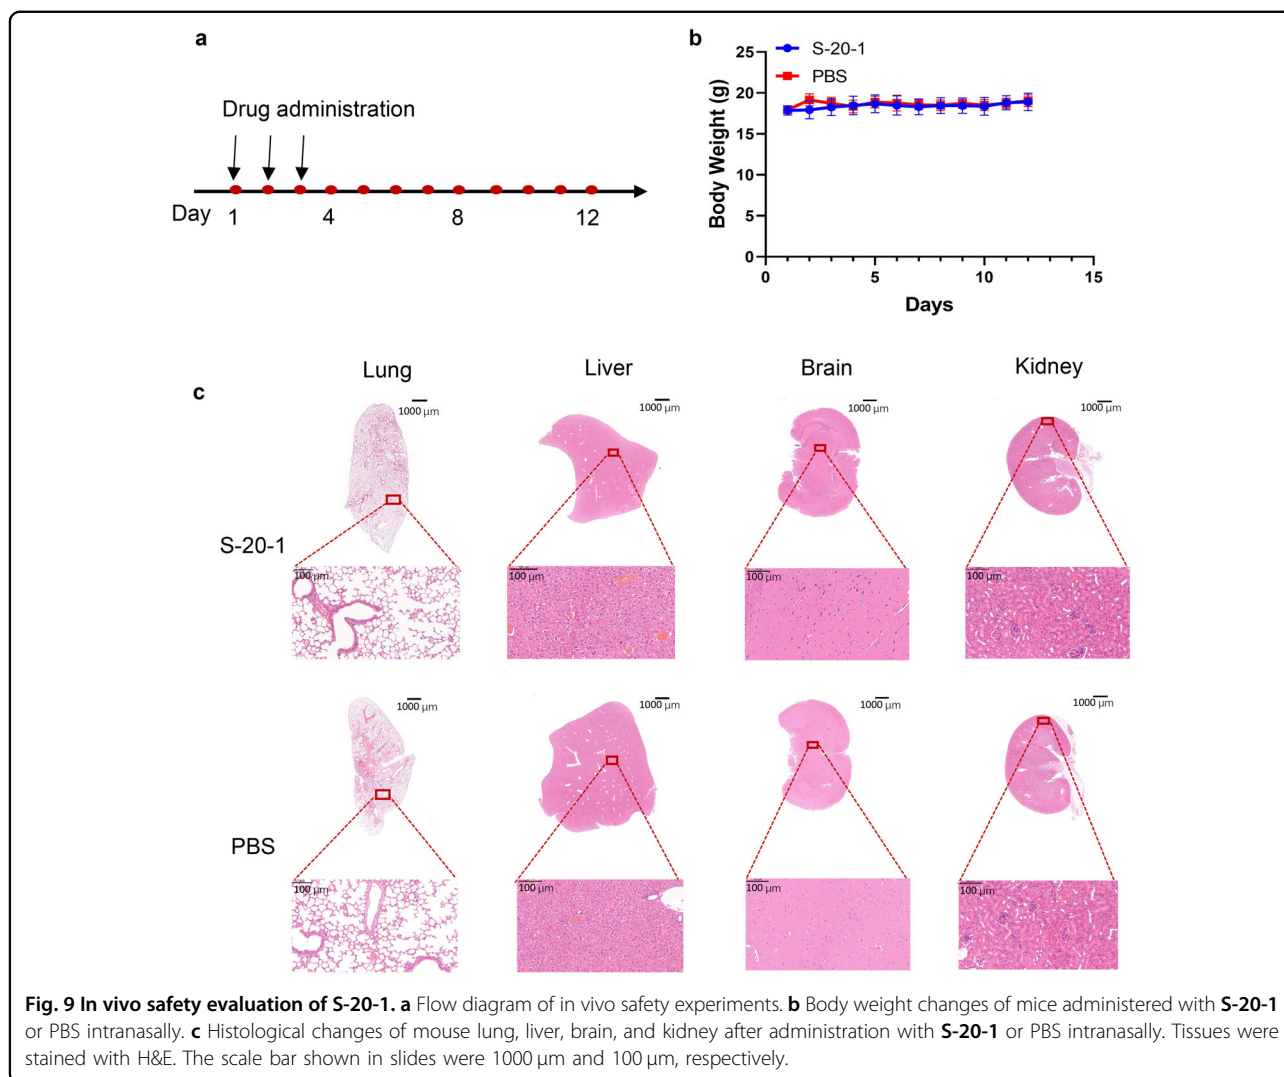 a
Drug administration
Day 1 4 8 12
b
S-20-1
PBS
25
20
15
10
5
0
Body Weight (g)
0 5 10 15
Days
c
Lung Liver Brain Kidney
1000 µm 1000 µm 1000 µm 1000 µm
S-20-1
100 µm 100 µm 100 µm 100 µm
1000 µm 1000 µm 1000 µm 1000 µm
PBS
100 µm 100 µm 100 µm 100 µm
Fig. 9 In vivo safety evaluation of S-20-1. a Flow diagram of in vivo safety experiments. b Body weight changes of mice administered with S-20-1
or PBS intranasally. c Histological changes of mouse lung, liver, brain, and kidney after administration with S-20-1 or PBS intranasally. Tissues were
stained with H&E. The scale bar shown in slides were 1000 µm and 100 µm, respectively.